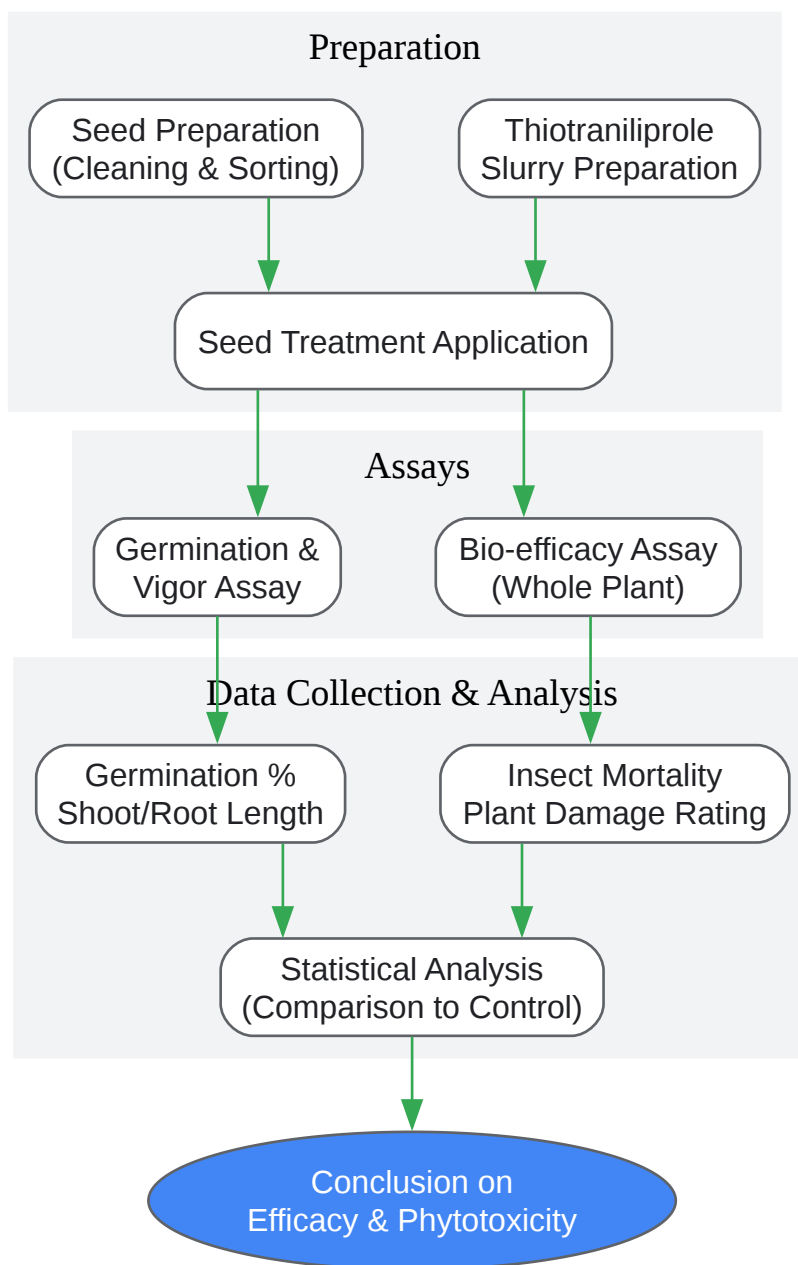 Preparation
Seed Preparation
(Cleaning & Sorting)
Thiotraniliprole
Slurry Preparation
Seed Treatment Application
Assays
Germination &
Vigor Assay
Bio-efficacy Assay
(Whole Plant)
Data Collection & Analysis
Germination %
Shoot/Root Length
Insect Mortality
Plant Damage Rating
Statistical Analysis
(Comparison to Control)
Conclusion on
Efficacy & Phytotoxicity